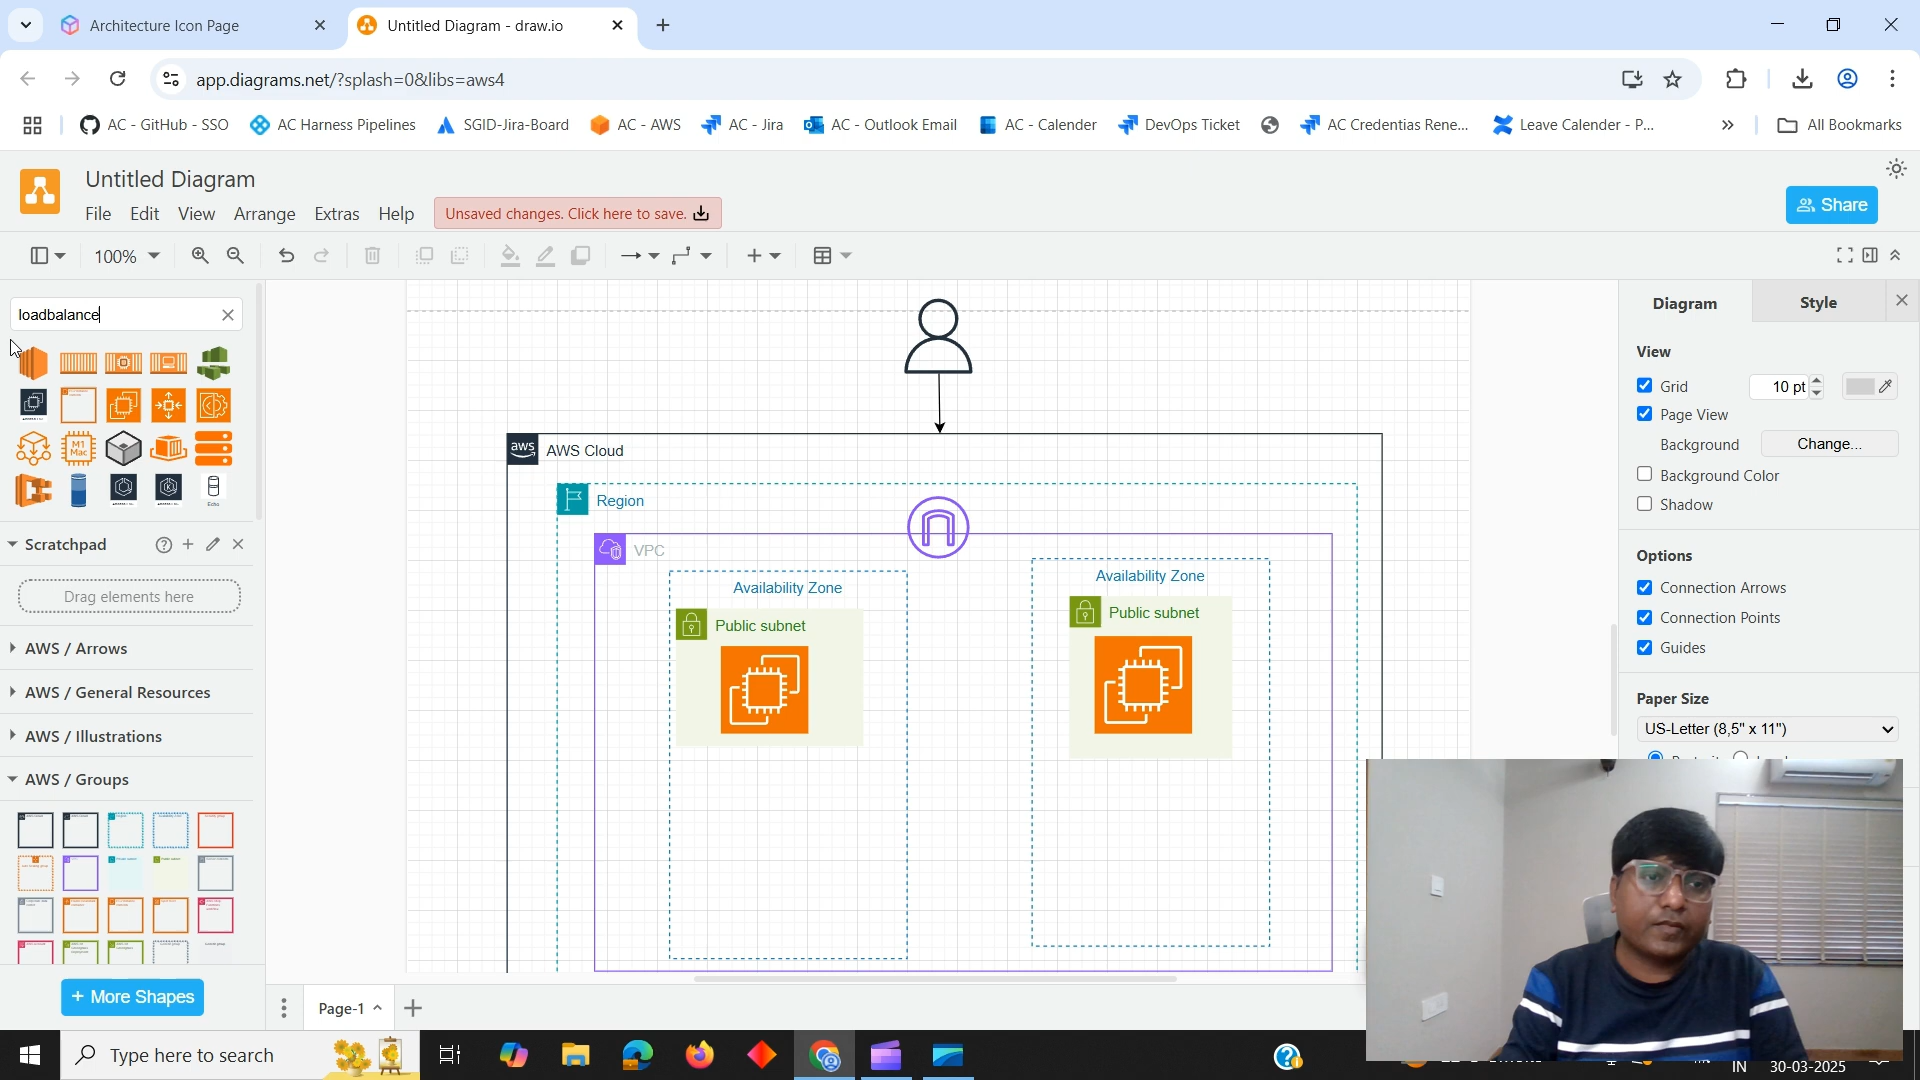 Architecture Icon Page
Untitled Diagram - draw.io
app.diagrams.net/?splash=0&libs=aws4
AC - GitHub - SSO
AC Harness Pipelines
SGID-Jira-Board
AC - AWS
AC - Jira
AC - Outlook Email
AC - Calender
DevOps Ticket
AC Credentias Rene...
Leave Calender - P...
All Bookmarks
Untitled Diagram
File Edit View Arrange Extras Help
Unsaved changes. Click here to save.
Share
100%
loadbalance
Echo
Scratchpad
Drag elements here
AWS / Arrows
AWS / General Resources
AWS / Illustrations
AWS / Groups
+ More Shapes
aws
AWS Cloud
Region
VPC
Availability Zone
Public subnet
Availability Zone
Public subnet
Page-1
Diagram
Style
View
Grid
10 pt
Page View
Background
Change...
Background Color
Shadow
Options
Connection Arrows
Connection Points
Guides
Paper Size
US-Letter (8,5" x 11")
Type here to search
IN
30-03-2025